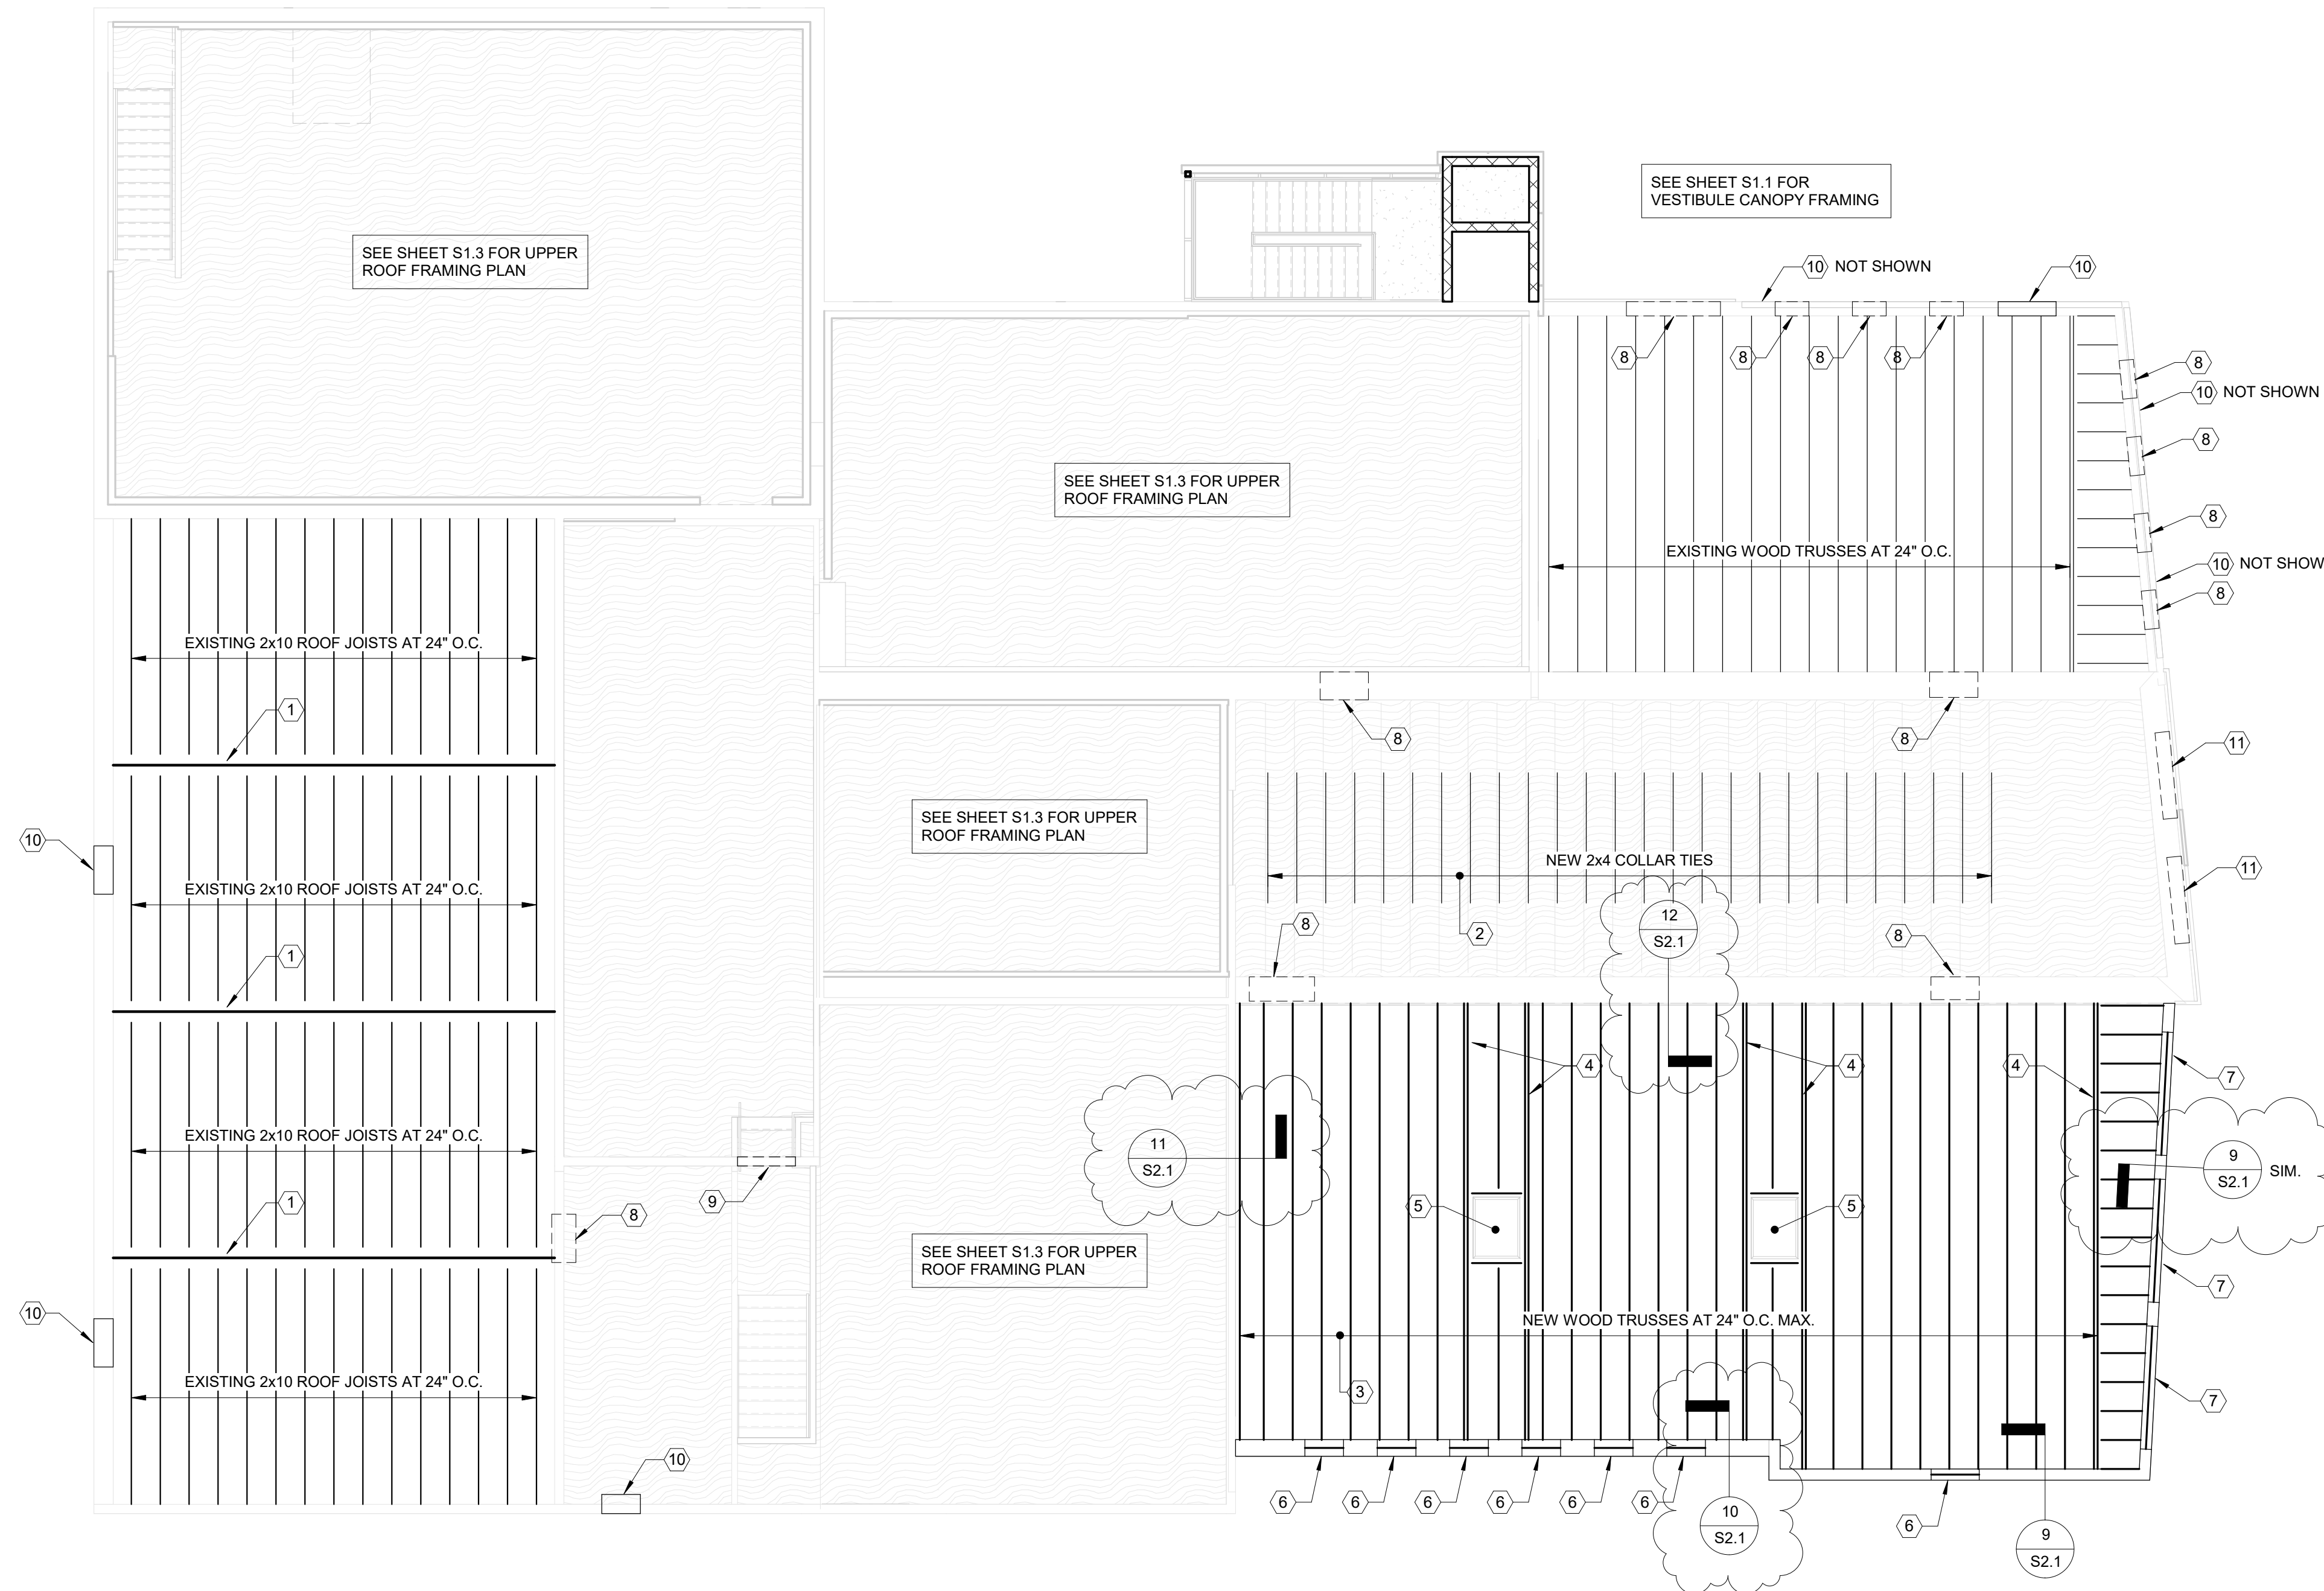 SEE SHEET S1.1 FOR
VESTIBULE CANOPY FRAMING
SEE SHEET S1.3 FOR UPPER
ROOF FRAMING PLAN
10 NOT SHOWN
10
8
8
8
8
8
10 NOT SHOWN
8
SEE SHEET S1.3 FOR UPPER
ROOF FRAMING PLAN
8
EXISTING WOOD TRUSSES AT 24" O.C.
10 NOT SHOW
8
EXISTING 2x10 ROOF JOISTS AT 24" O.C.
1
8
8
11
SEE SHEET S1.3 FOR UPPER
ROOF FRAMING PLAN
10
NEW 2x4 COLLAR TIES
11
EXISTING 2x10 ROOF JOISTS AT 24" O.C.
12
S2.1
8
2
8
1
4
4
4
7
EXISTING 2x10 ROOF JOISTS AT 24" O.C.
11
S2.1
9
S2.1
SIM.
1
9
8
5
5
SEE SHEET S1.3 FOR UPPER
ROOF FRAMING PLAN
7
10
NEW WOOD TRUSSES AT 24" O.C. MAX.
EXISTING 2x10 ROOF JOISTS AT 24" O.C.
3
7
10
6
6
6
6
6
6
10
S2.1
6
9
S2.1